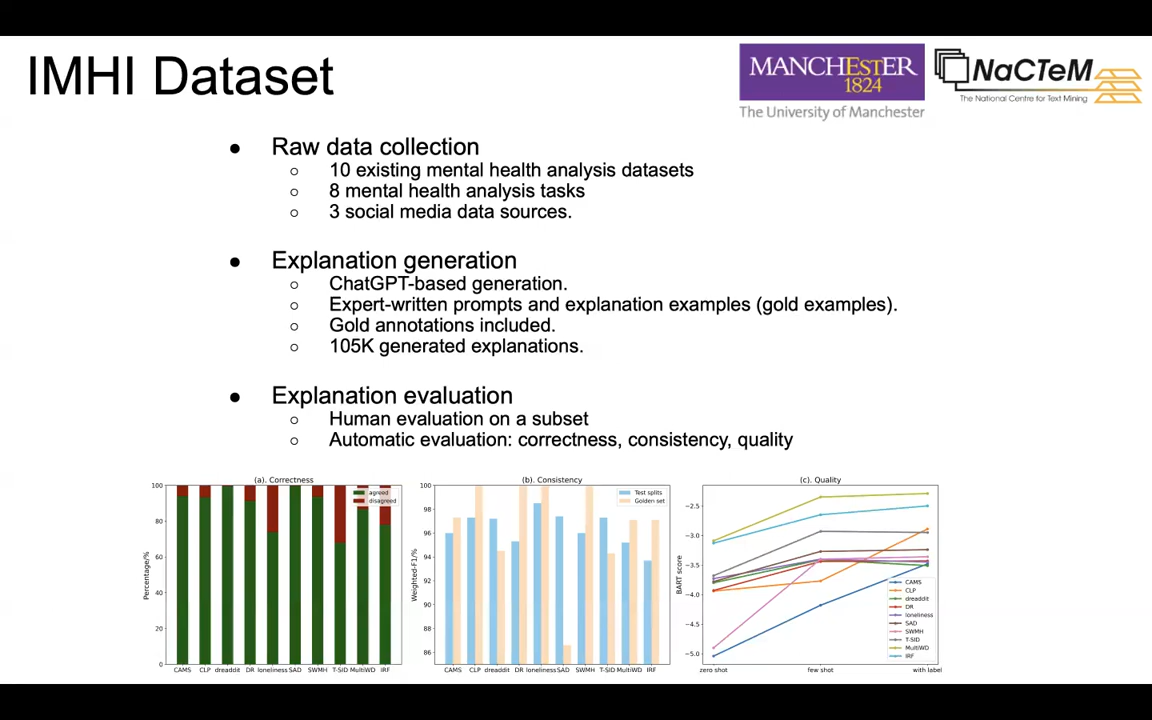 IMHI Dataset
MANCHESTER
1824
The University of Manchester
NaCTeM
The National Centre for Text Mining
● Raw data collection
○ 10 existing mental health analysis datasets
○ 8 mental health analysis tasks
○ 3 social media data sources.
● Explanation generation
○ ChatGPT-based generation.
○ Expert-written prompts and explanation examples (gold examples).
○ Gold annotations included.
○ 105K generated explanations.
● Explanation evaluation
○ Human evaluation on a subset
○ Automatic evaluation: correctness, consistency, quality
(a). Correctness
agreed
disagreed
Percentage/%
100
80
60
40
20
0
CAMS CLP dreaddit DR loneliness SAD SWMH T-SID MultiWD IRF
(b). Consistency
Test splits
Golden set
Weighted-F1/%
100
98
96
94
92
90
88
86
CAMS CLP dreaddit DR loneliness SAD SWMH T-SID MultiWD IRF
(c). Quality
BART score
−2.5
−3.0
−3.5
−4.0
−4.5
−5.0
CAMS
CLP
dreaddit
DR
loneliness
SAD
SWMH
T-SID
MultiWD
IRF
zero shot few shot with label